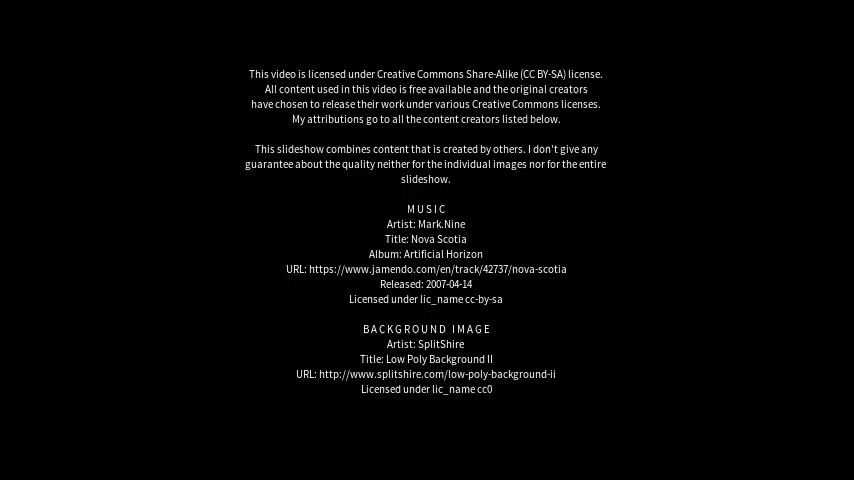 This video is licensed under Creative Commons Share-Alike (CC BY-SA) license.
All content used in this video is free available and the original creators
have chosen to release their work under various Creative Commons licenses.
My attributions go to all the content creators listed below.
This slideshow combines content that is created by others. I don't give any
guarantee about the quality neither for the individual images nor for the entire
slideshow.
MUSIC
Artist: Mark.Nine
Title: Nova Scotia
Album: Artificial Horizon
URL: https://www.jamendo.com/en/track/42737/nova-scotia
Released: 2007-04-14
Licensed under lic_name cc-by-sa
BACKGROUND IMAGE
Artist: SplitShire
Title: Low Poly Background II
URL: http://www.splitshire.com/low-poly-background-ii
Licensed under lic_name cc0